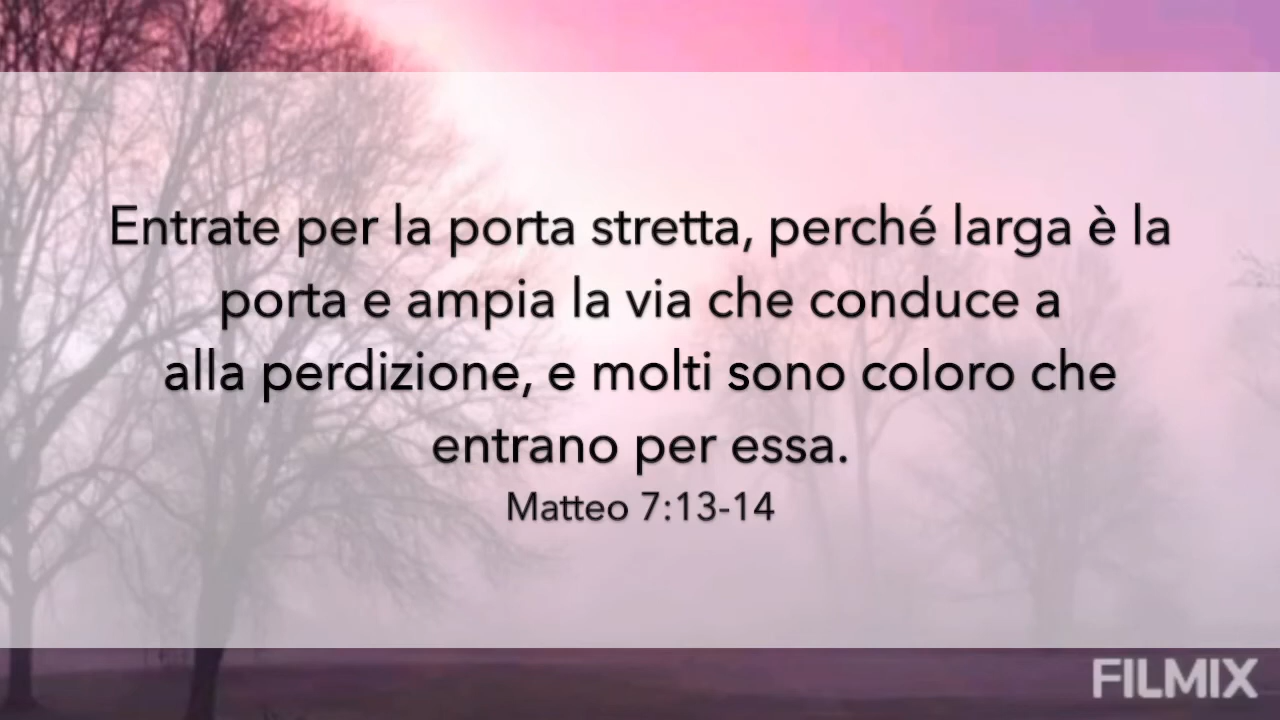 Entrate per la porta stretta, perché larga è la
porta e ampia la via che conduce a
alla perdizione, e molti sono coloro che
entrano per essa.
Matteo 7:13-14
FILMIX